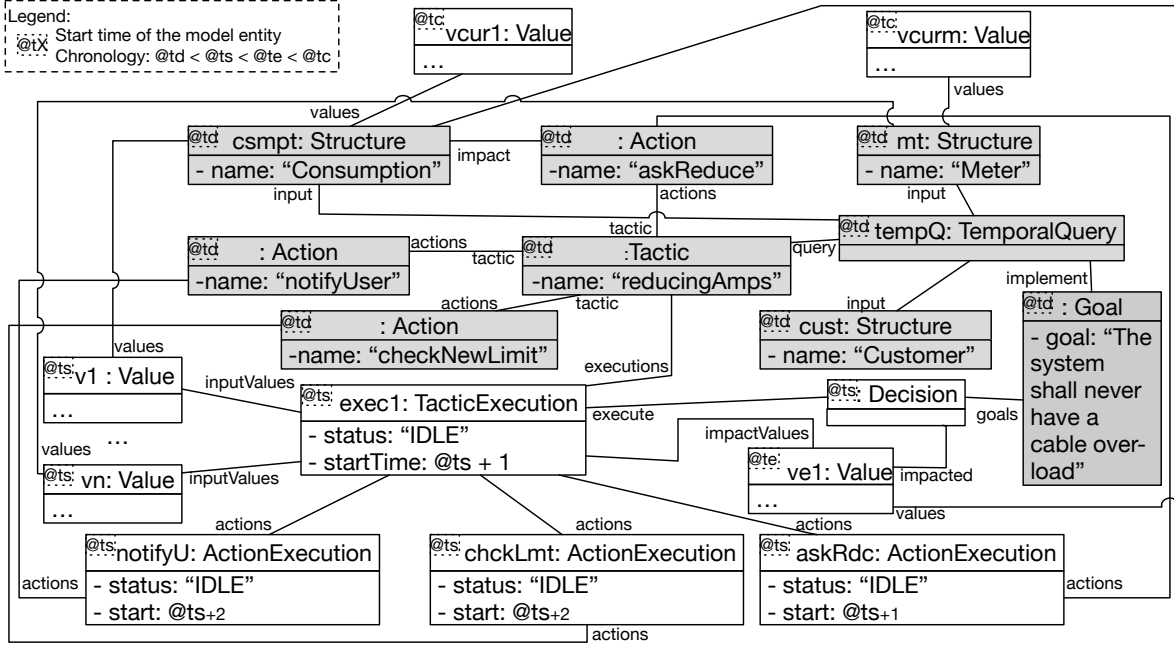 Legend:
@tX Start time of the model entity
Chronology: @td < @ts < @te < @tc
@tc vcur1: Value
...
@tc vcurm: Value
...
values
values
@td csmpt: Structure
- name: “Consumption”
impact
@td : Action
-name: “askReduce”
@td mt: Structure
- name: “Meter”
input
actions
input
tactic
@td tempQ: TemporalQuery
@td : Action
-name: “notifyUser”
actions
tactic
@td :Tactic
-name: “reducingAmps”
query
implement
actions
tactic
input
@td : Action
-name: “checkNewLimit”
@td cust: Structure
- name: “Customer”
@td : Goal
- goal: “The
system
shall never
have a
cable over-
load”
values
executions
@ts v1 : Value
...
inputValues
@ts exec1: TacticExecution
- status: “IDLE”
- startTime: @ts + 1
execute
@ts : Decision
goals
...
impactValues
values
@ts vn: Value
...
inputValues
@te ve1: Value
...
impacted
values
actions
actions
actions
@ts notifyU: ActionExecution
- status: “IDLE”
- start: @ts+2
@ts chckLmt: ActionExecution
- status: “IDLE”
- start: @ts+2
@ts askRdc: ActionExecution
- status: “IDLE”
- start: @ts+1
actions
actions
actions